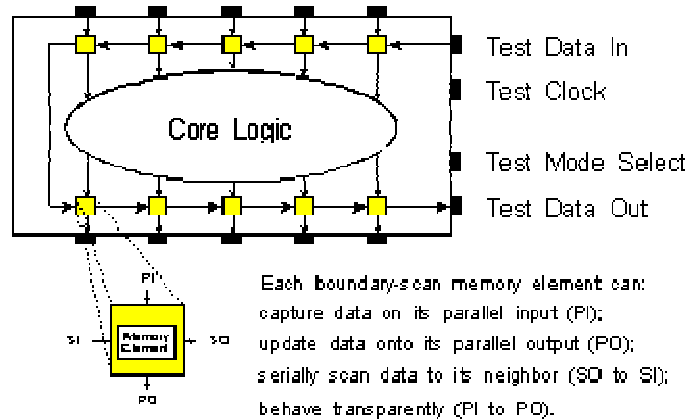 Test Data In
Test Clock
Core Logic
Test Mode Select
Test Data Out
PI
SI
Memory
Element
SO
PO
Each boundary-scan memory element can:
capture data on its parallel input (PI);
update data onto its parallel output (PO);
serially scan data to its neighbor (SO to SI);
behave transparently (PI to PO).